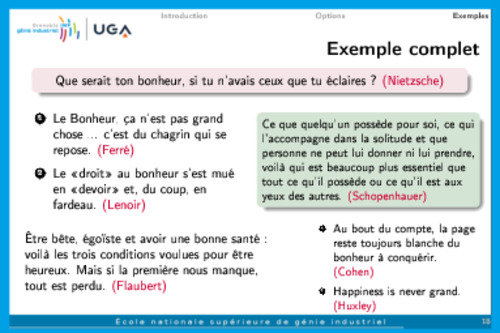 Introduction
Options
Exemples
Grenoble INP
génie industriel
UGA
Exemple complet
Que serait ton bonheur, si tu n'avais ceux que tu éclaires ? (Nietzsche)
Le Bonheur, ça n'est pas grand
chose ... c'est du chagrin qui se
repose. (Ferré)
Le «droit» au bonheur s'est mué
en «devoir» et, du coup, en
fardeau. (Lenoir)
Être bête, égoïste et avoir une bonne santé :
voilà les trois conditions voulues pour être
heureux. Mais si la première nous manque,
tout est perdu. (Flaubert)
Ce que quelqu'un possède pour soi, ce qui
l'accompagne dans la solitude et que
personne ne peut lui donner ni lui prendre,
voilà qui est beaucoup plus essentiel que
tout ce qu'il possède ou ce qu'il est aux
yeux des autres. (Schopenhauer)
Au bout du compte, la page
reste toujours blanche du
bonheur à conquérir.
(Cohen)
Happiness is never grand.
(Huxley)
École nationale supérieure de génie industriel